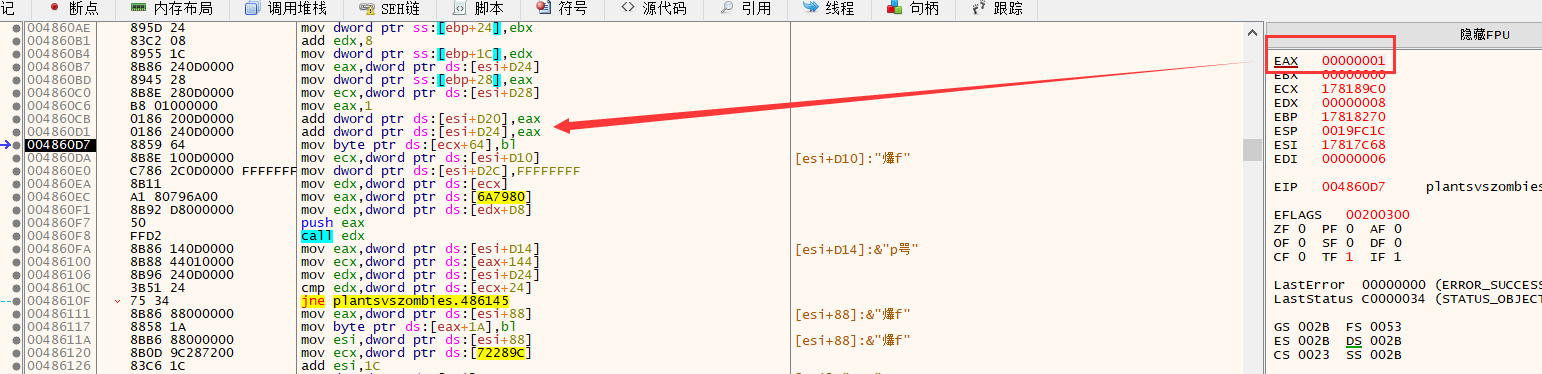 记 断点 内存布局 调用堆栈 SEH链 脚本 符号 源代码 引用 线程 句柄 跟踪
004860AE 895D 24 mov dword ptr ss:[ebp+24],ebx
004860B1 83C2 08 add edx,8
004860B4 8955 1C mov dword ptr ss:[ebp+1C],edx
004860B7 8B86 240D0000 mov eax,dword ptr ds:[esi+D24]
004860BD 8945 28 mov dword ptr ss:[ebp+28],eax
004860C0 8B8E 280D0000 mov ecx,dword ptr ds:[esi+D28]
004860C6 B8 01000000 mov eax,1
004860CB 0186 200D0000 add dword ptr ds:[esi+D20],eax
004860D1 0186 240D0000 add dword ptr ds:[esi+D24],eax
004860D7 8859 64 mov byte ptr ds:[ecx+64],bl
004860DA 8B8E 100D0000 mov ecx,dword ptr ds:[esi+D10] [esi+D10]:"爆f"
004860E0 C786 2C0D0000 FFFFFFF mov dword ptr ds:[esi+D2C],FFFFFFFF
004860EA 8B11 mov edx,dword ptr ds:[ecx]
004860EC A1 80796A00 mov eax,dword ptr ds:[6A7980]
004860F1 8B92 D8000000 mov edx,dword ptr ds:[edx+D8]
004860F7 50 push eax
004860F8 FFD2 call edx
004860FA 8B86 140D0000 mov eax,dword ptr ds:[esi+D14] [esi+D14]:&"p咢"
00486100 8B88 44010000 mov ecx,dword ptr ds:[eax+144]
00486106 8B96 240D0000 mov edx,dword ptr ds:[esi+D24]
0048610C 3B51 24 cmp edx,dword ptr ds:[ecx+24]
0048610F 75 34 jne plantsvszombies.486145
00486111 8B86 88000000 mov eax,dword ptr ds:[esi+88] [esi+88]:&"爆f"
00486117 8858 1A mov byte ptr ds:[eax+1A],bl
0048611A 8BB6 88000000 mov esi,dword ptr ds:[esi+88] [esi+88]:&"爆f"
00486120 8B0D 9C287200 mov ecx,dword ptr ds:[72289C]
00486126 83C6 1C add esi,1C
隐藏FPU
EAX 00000001
EBX 00000000
ECX 178189C0
EDX 00000008
EBP 17818270
ESP 0019FC1C
ESI 17817C68
EDI 00000006
EIP 004860D7 plantsvszombies
EFLAGS 00200300
ZF 0 PF 0 AF 0
OF 0 SF 0 DF 0
CF 0 TF 1 IF 1
LastError 00000000 (ERROR_SUCCESS
LastStatus C0000034 (STATUS_OBJECT
GS 002B FS 0053
ES 002B DS 002B
CS 0023 SS 002B